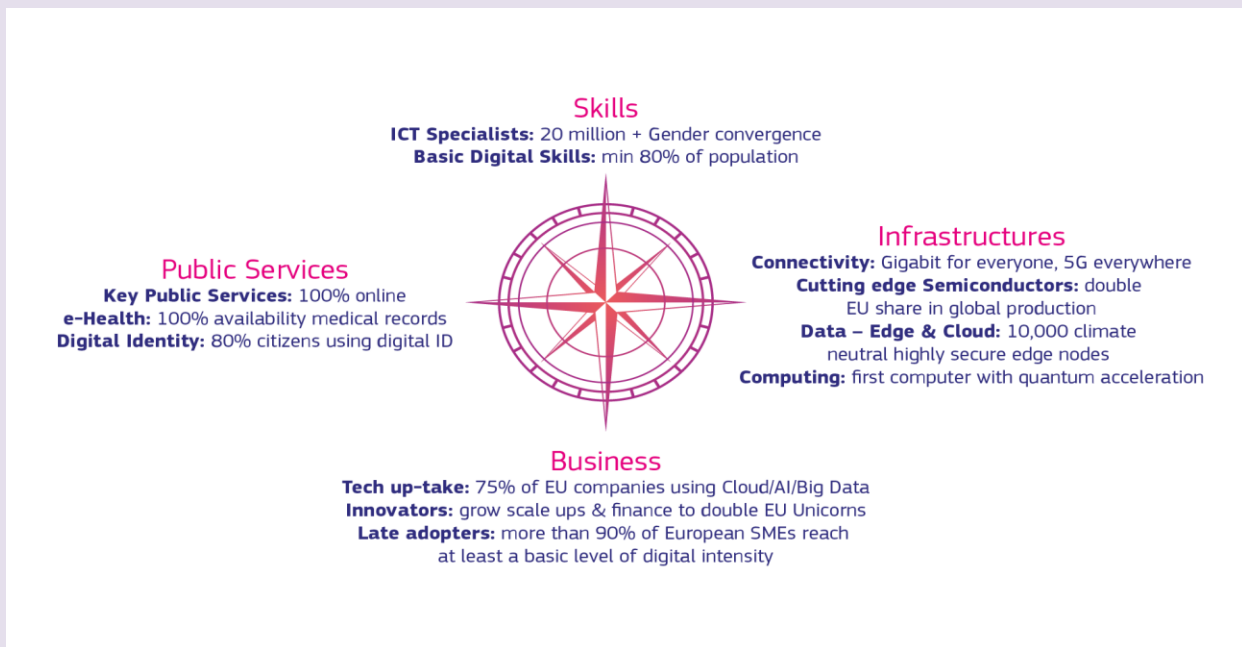 Skills
ICT Specialists: 20 million + Gender convergence
Basic Digital Skills: min 80% of population
Public Services
Key Public Services: 100% online
e-Health: 100% availability medical records
Digital Identity: 80% citizens using digital ID
Infrastructures
Connectivity: Gigabit for everyone, 5G everywhere
Cutting edge Semiconductors: double
EU share in global production
Data – Edge & Cloud: 10,000 climate
neutral highly secure edge nodes
Computing: first computer with quantum acceleration
Business
Tech up-take: 75% of EU companies using Cloud/AI/Big Data
Innovators: grow scale ups & finance to double EU Unicorns
Late adopters: more than 90% of European SMEs reach
at least a basic level of digital intensity